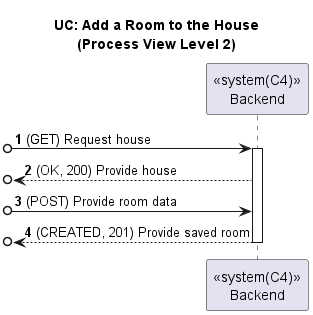 UC: Add a Room to the House
(Process View Level 2)
«system(C4)»
Backend
1 (GET) Request house
2 (OK, 200) Provide house
3 (POST) Provide room data
4 (CREATED, 201) Provide saved room
«system(C4)»
Backend